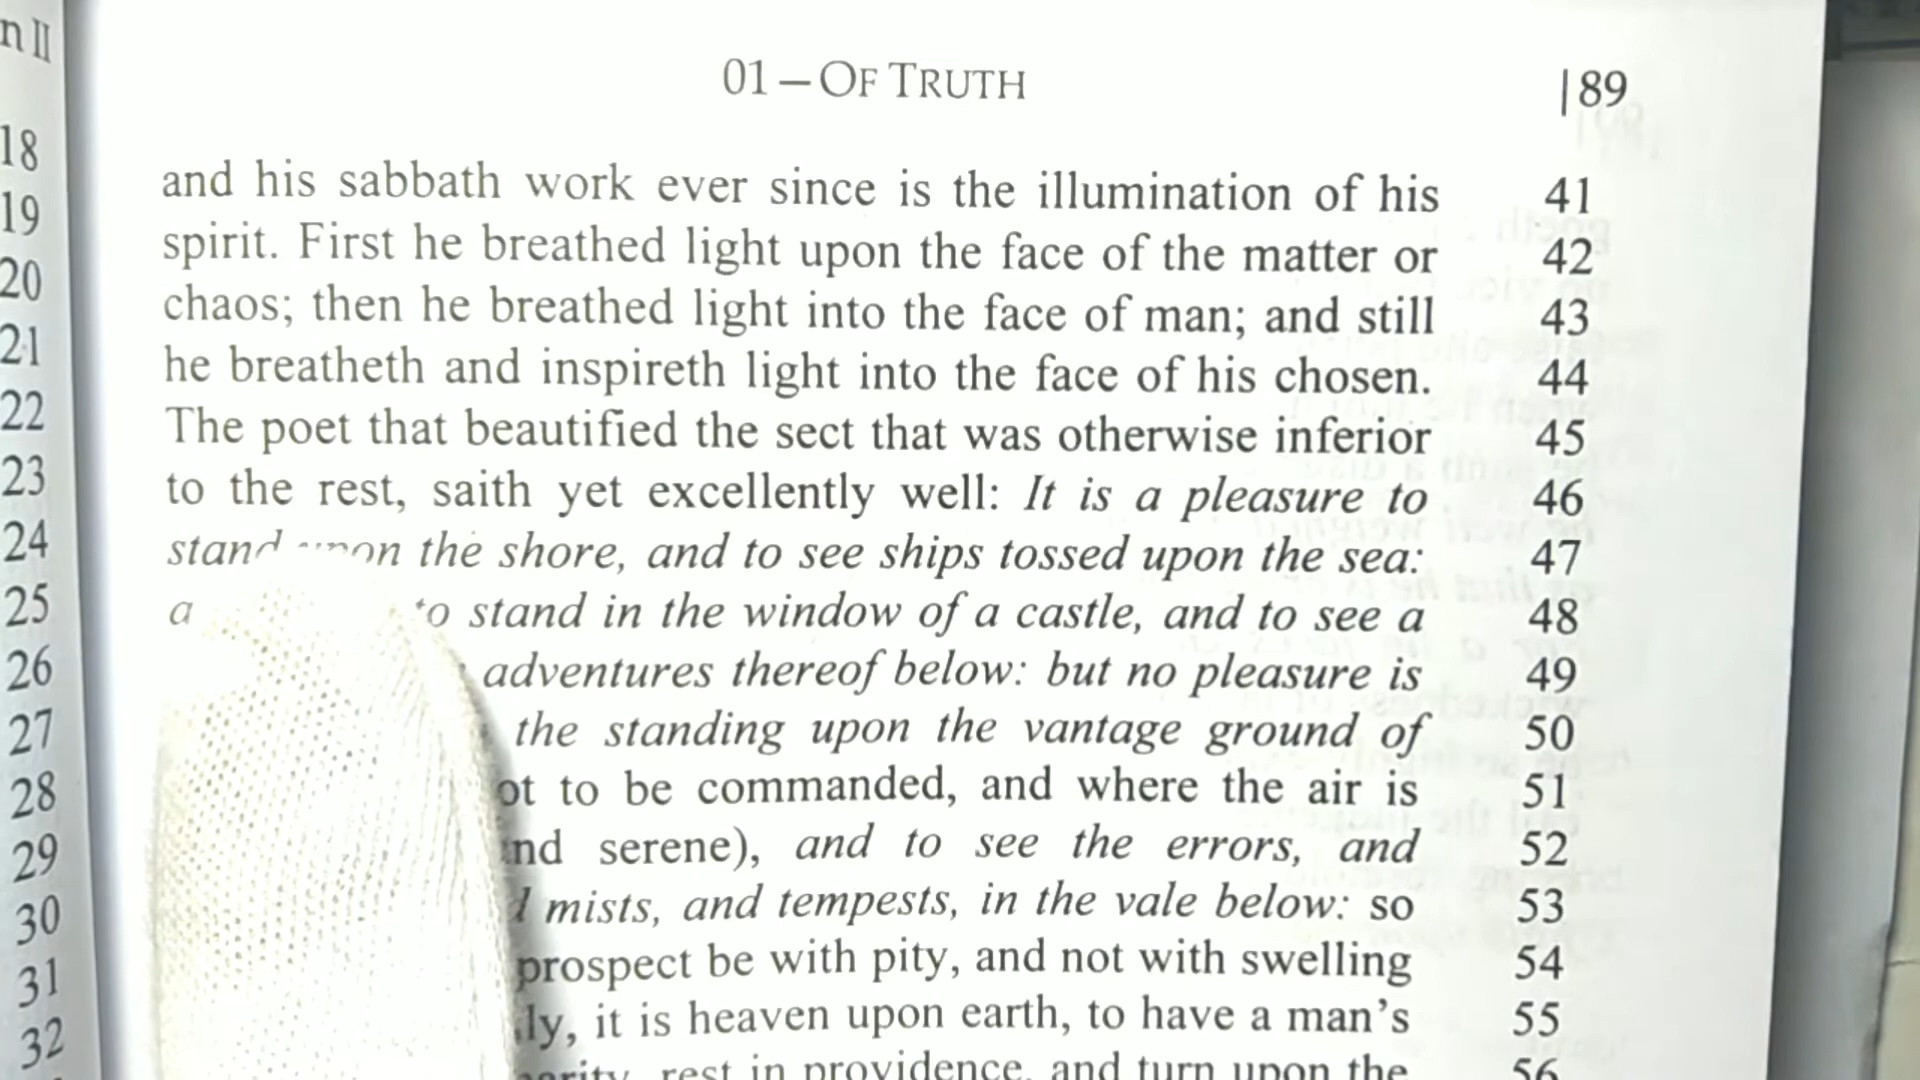 n II
18
19
20
21
22
23
24
25
26
27
28
29
30
31
32
01 – OF TRUTH |89
and his sabbath work ever since is the illumination of his 41
spirit. First he breathed light upon the face of the matter or 42
chaos; then he breathed light into the face of man; and still 43
he breatheth and inspireth light into the face of his chosen. 44
The poet that beautified the sect that was otherwise inferior 45
to the rest, saith yet excellently well: It is a pleasure to 46
stand upon the shore, and to see ships tossed upon the sea: 47
a to stand in the window of a castle, and to see a 48
adventures thereof below: but no pleasure is 49
the standing upon the vantage ground of 50
to be commanded, and where the air is 51
serene), and to see the errors, and 52
mists, and tempests, in the vale below: so 53
prospect be with pity, and not with swelling 54
it is heaven upon earth, to have a man's 55
rest in providence, and turn upon the 56